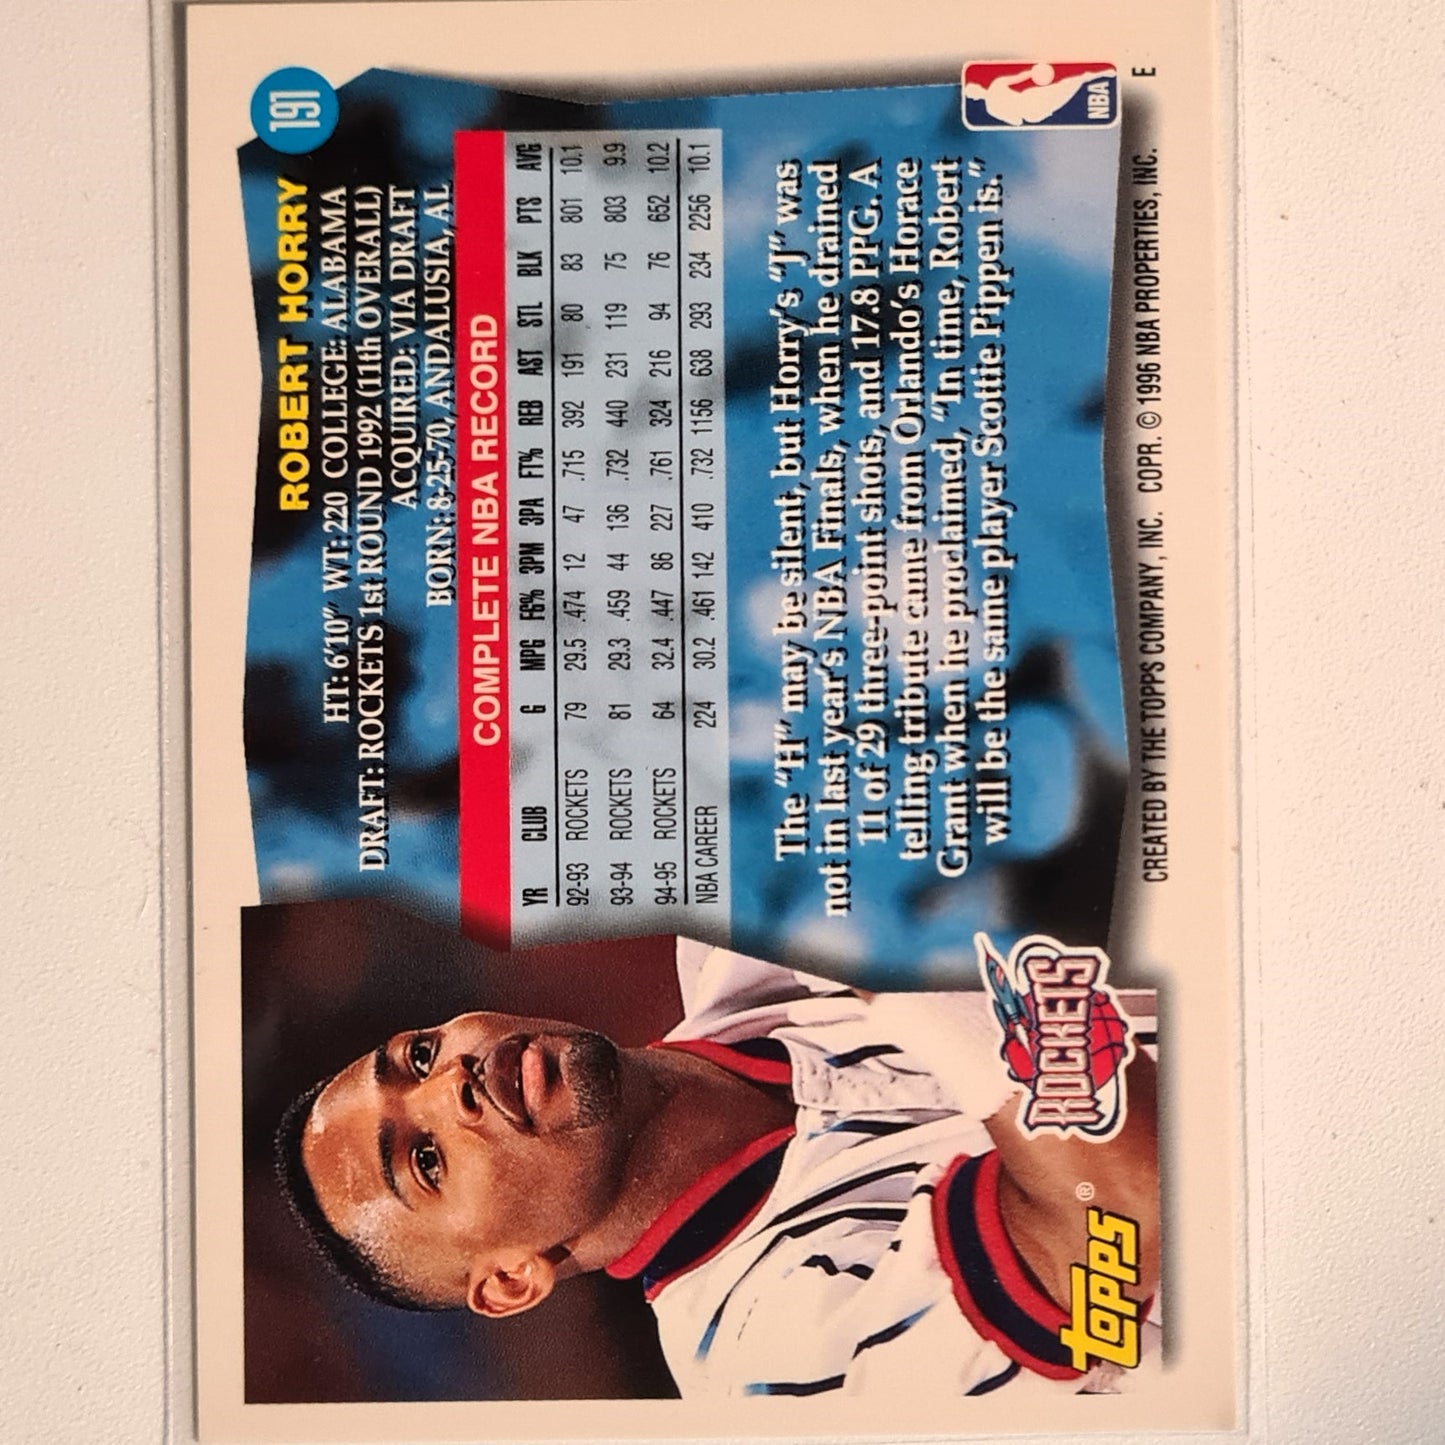 191
ROBERT HORRY
HT: 6'10" WT: 220 COLLEGE: ALABAMA
DRAFT: ROCKETS 1st ROUND 1992 (11th OVERALL)
ACQUIRED: VIA DRAFT
BORN: 8-25-70, ANDALUSIA, AL
COMPLETE NBA RECORD
YR CLUB G MPG FG% 3PM 3PA FT% REB AST STL BLK PTS AVG
92-93 ROCKETS 79 29.5 .474 12 47 .715 392 191 80 83 801 10.1
93-94 ROCKETS 81 29.3 .459 44 136 .732 440 231 119 75 803 9.9
94-95 ROCKETS 64 32.4 .447 86 227 .761 324 216 94 76 652 10.2
NBA CAREER 224 30.2 .461 142 410 .732 1156 638 293 234 2256 10.1
The "H" may be silent, but Horry's "J" was
not in last year's NBA Finals, when he drained
11 of 29 three-point shots, and 17.8 PPG. A
telling tribute came from Orlando's Horace
Grant when he proclaimed, "In time, Robert
will be the same player Scottie Pippen is."
ROCKETS
NBA
topps ®
CREATED BY THE TOPPS COMPANY, INC. COPR. © 1996 NBA PROPERTIES, INC. E